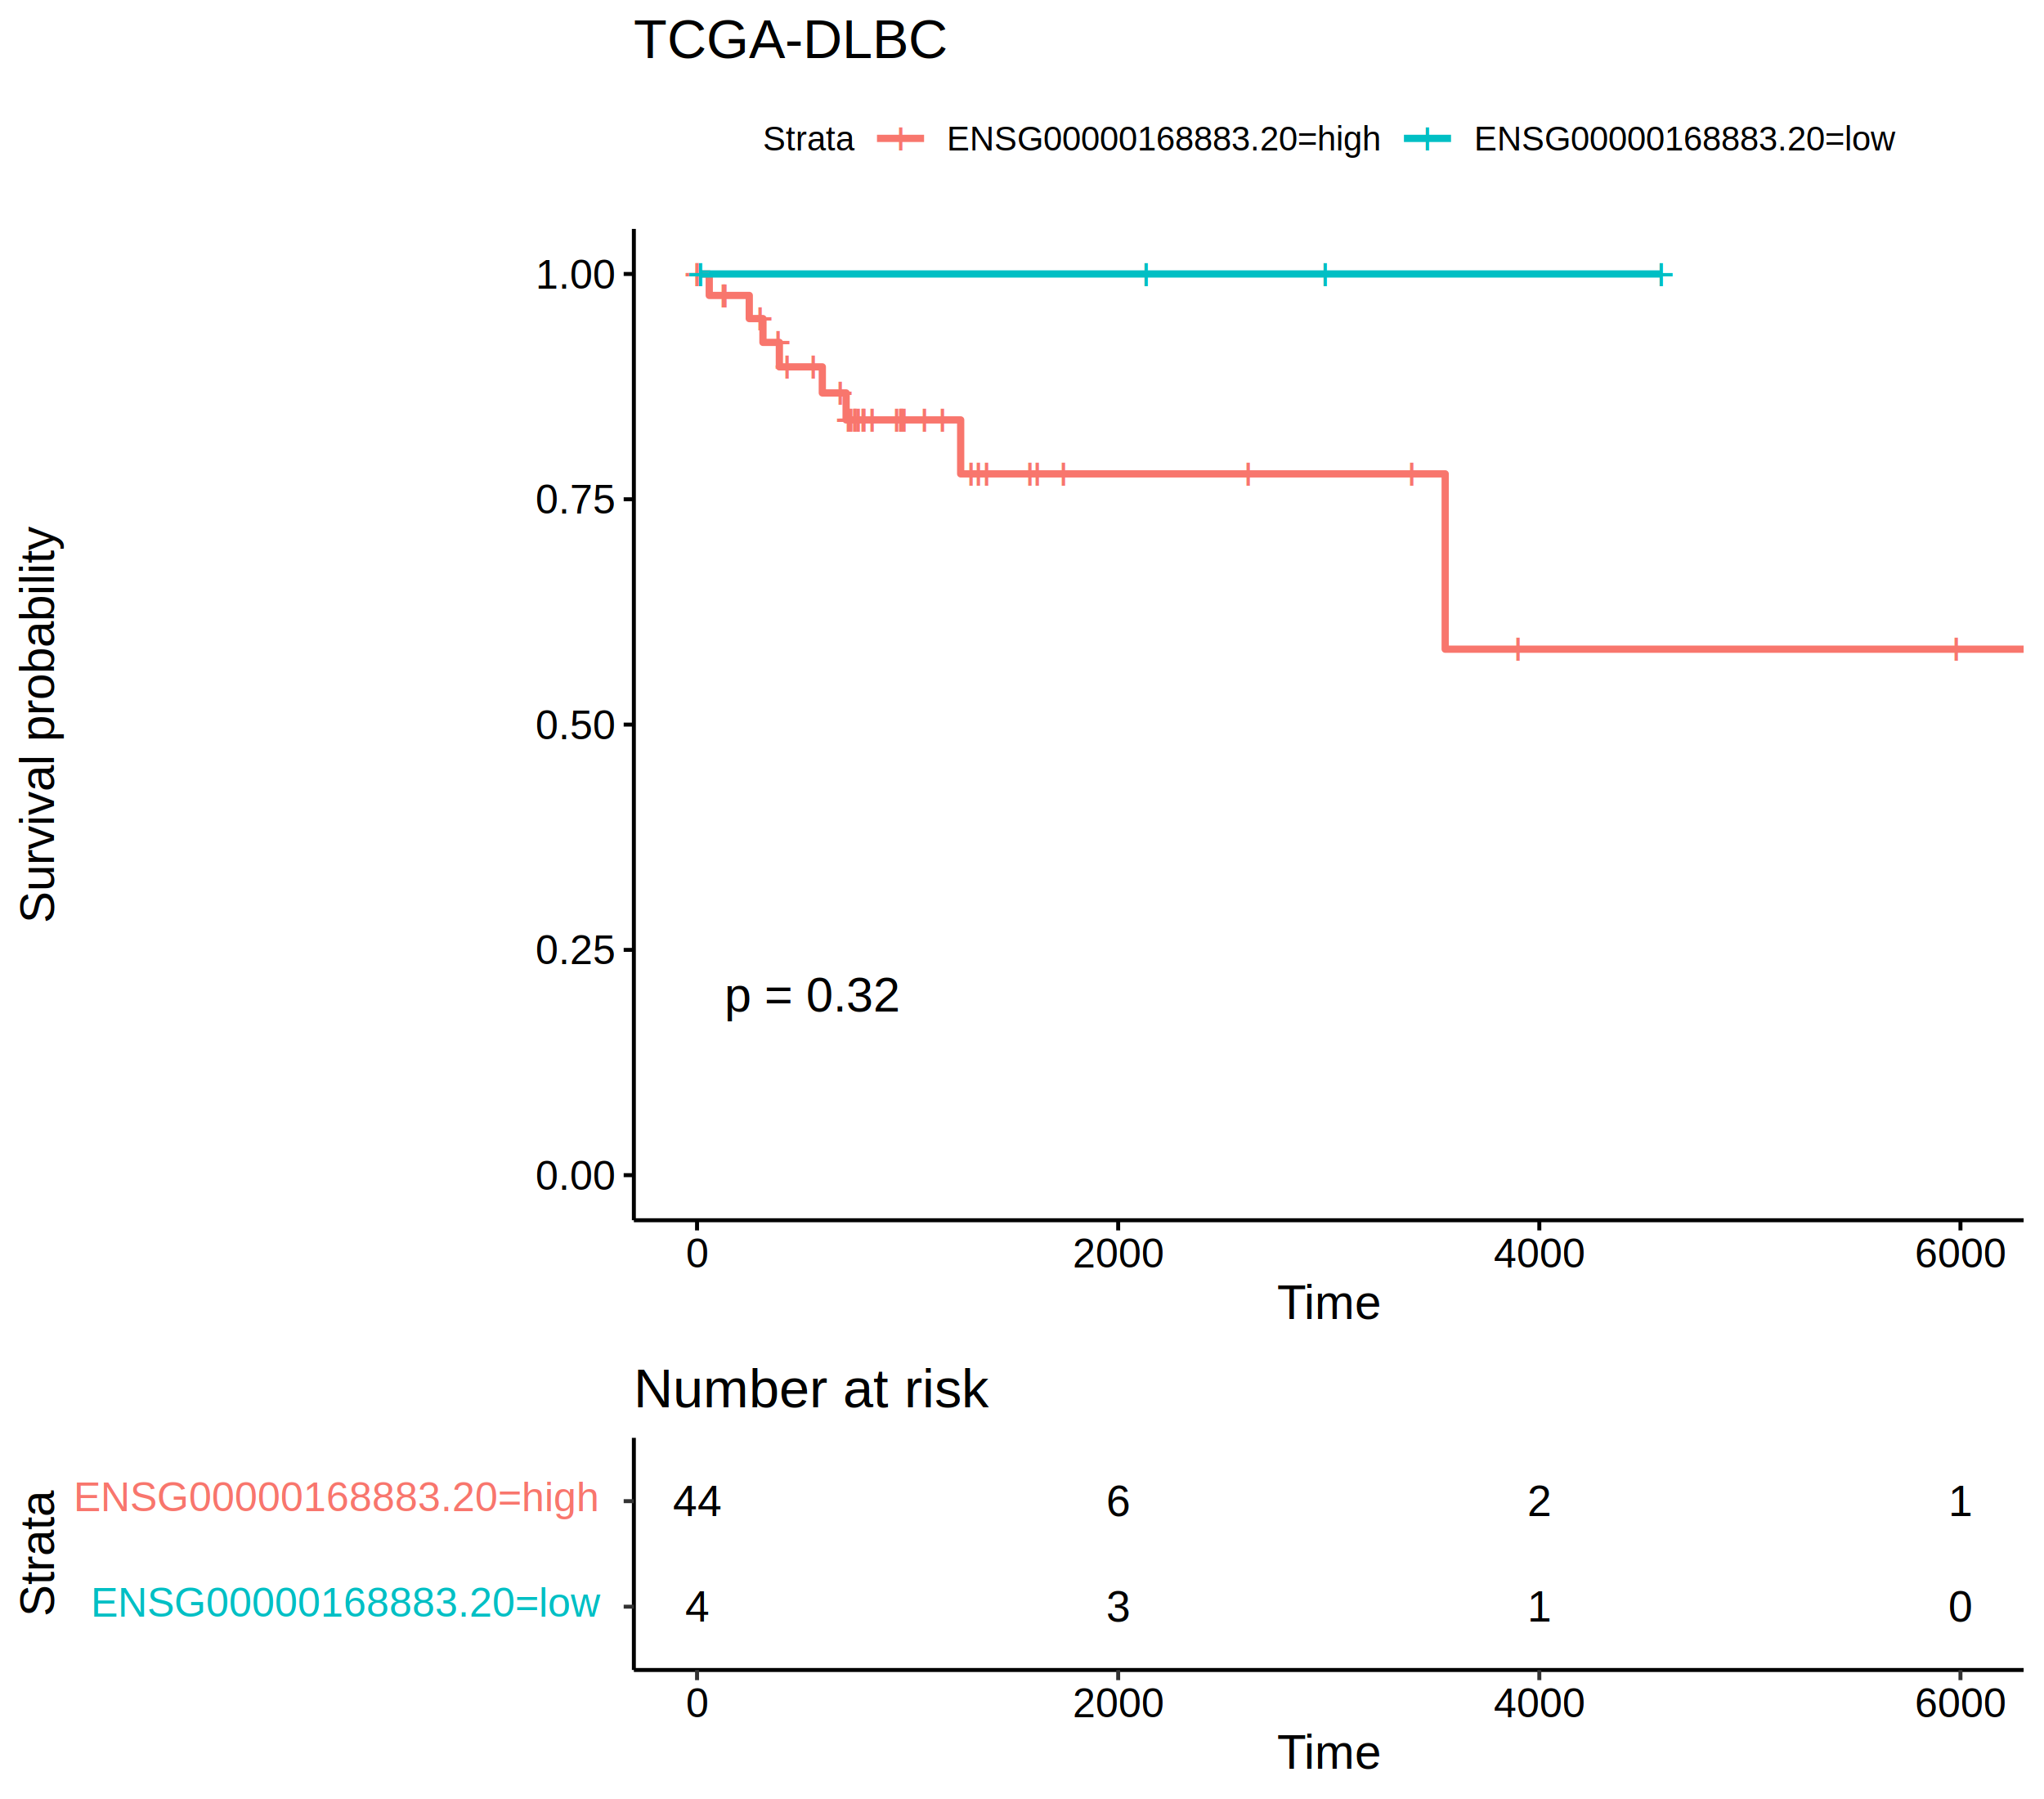 TCGA-DLBC
Strata ENSG00000168883.20=high ENSG00000168883.20=low
Survival probability
1.00
0.75
0.50
0.25
0.00
p = 0.32
0 2000 4000 6000
Time
Number at risk
Strata
ENSG00000168883.20=high 44 6 2 1
ENSG00000168883.20=low 4 3 1 0
0 2000 4000 6000
Time